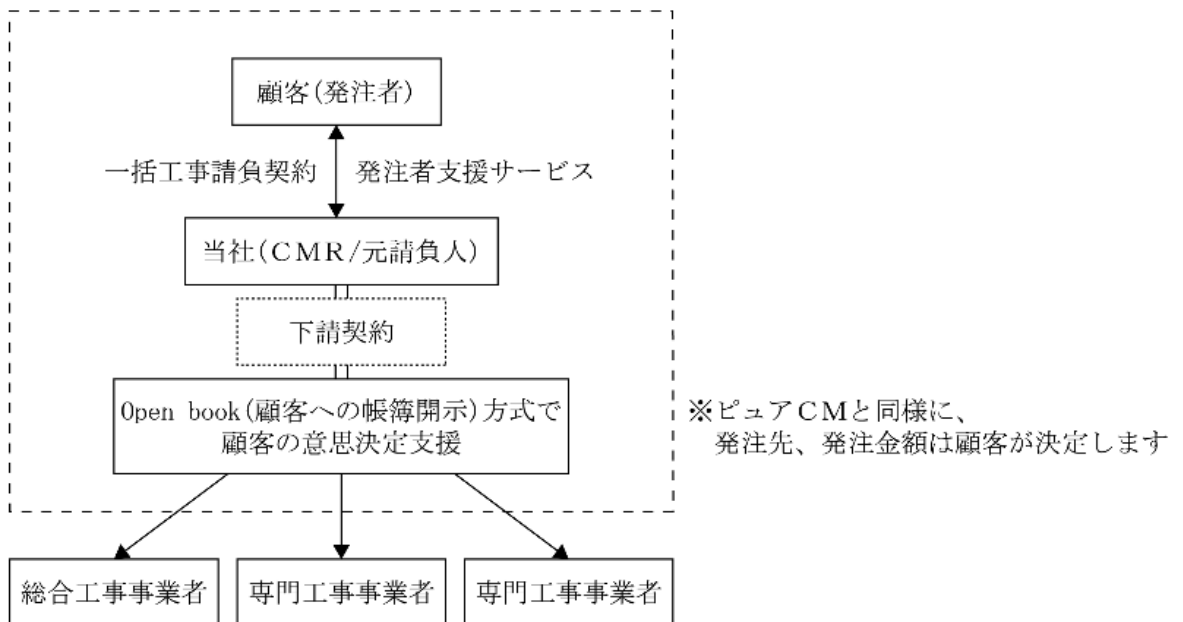 顧客(発注者)
一括工事請負契約 発注者支援サービス
当社(CMR/元請負人)
下請契約
Open book(顧客への帳簿開示)方式で
顧客の意思決定支援
※ピュアCMと同様に、
発注先、発注金額は顧客が決定します
総合工事事業者 専門工事事業者 専門工事事業者